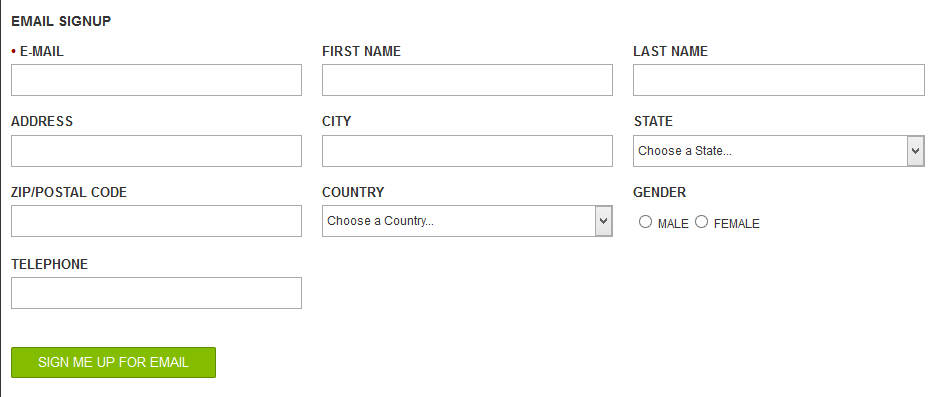 EMAIL SIGNUP
• E-MAIL FIRST NAME LAST NAME
ADDRESS CITY STATE
Choose a State...
ZIP/POSTAL CODE COUNTRY GENDER
Choose a Country... MALE FEMALE
TELEPHONE
SIGN ME UP FOR EMAIL